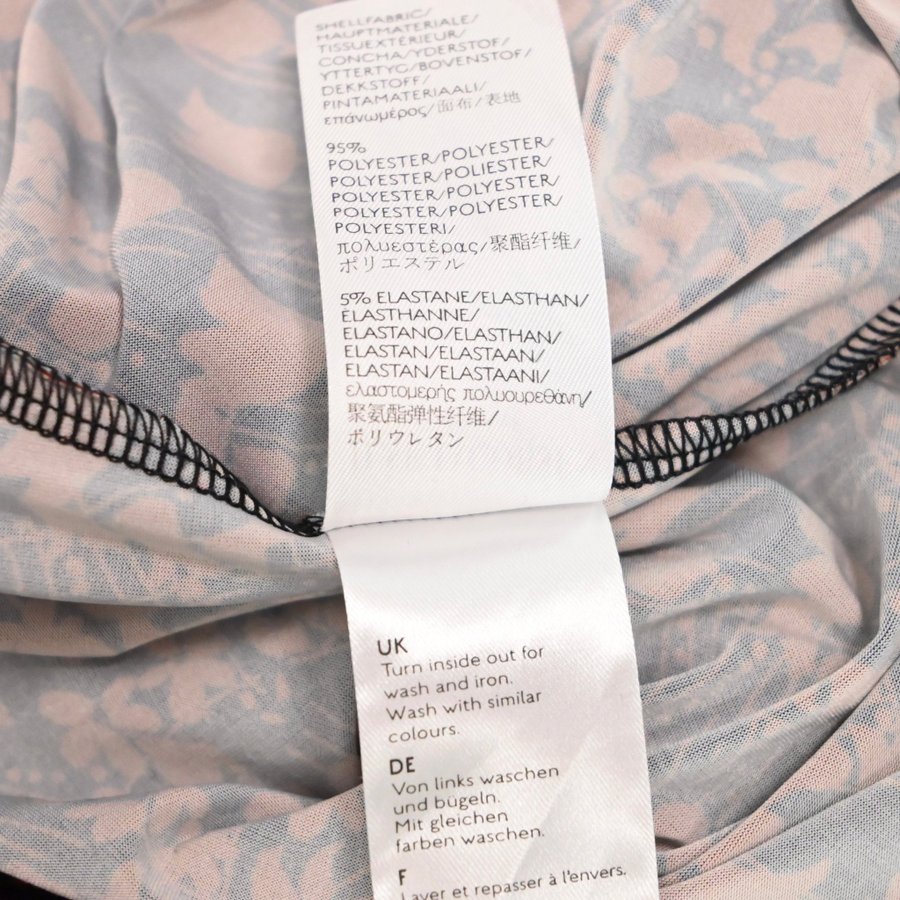 SHELLFABRIC/
HAUPTMATERIALE/
TISSUEXTÉRIEUR/
CONCHA/YDERSTOF/
YTTERTYG/BOVENSTOF/
DEKKSTOFF/
PINTAMATERIAALI/
επάνωμέρος/面布/表地
95%
POLYESTER/POLYESTER/
POLYESTER/POLIESTER/
POLYESTER/POLYESTER/
POLYESTER/POLYESTER/
POLYESTERI/
πολυεστέρας/聚酯纤维/
ポリエステル
5% ELASTANE/ELASTHAN/
ÉLASTHANNE/
ELASTANO/ELASTHAN/
ELASTAN/ELASTAAN/
ELASTAN/ELASTAANI/
ελαστομερής πολυουρεθάνη/
聚氨酯弹性纤维/
ポリウレタン
UK
Turn inside out for
wash and iron.
Wash with similar
colours.
DE
Von links waschen
und bügeln.
Mit gleichen
farben waschen.
F
Laver et repasser à l'envers.